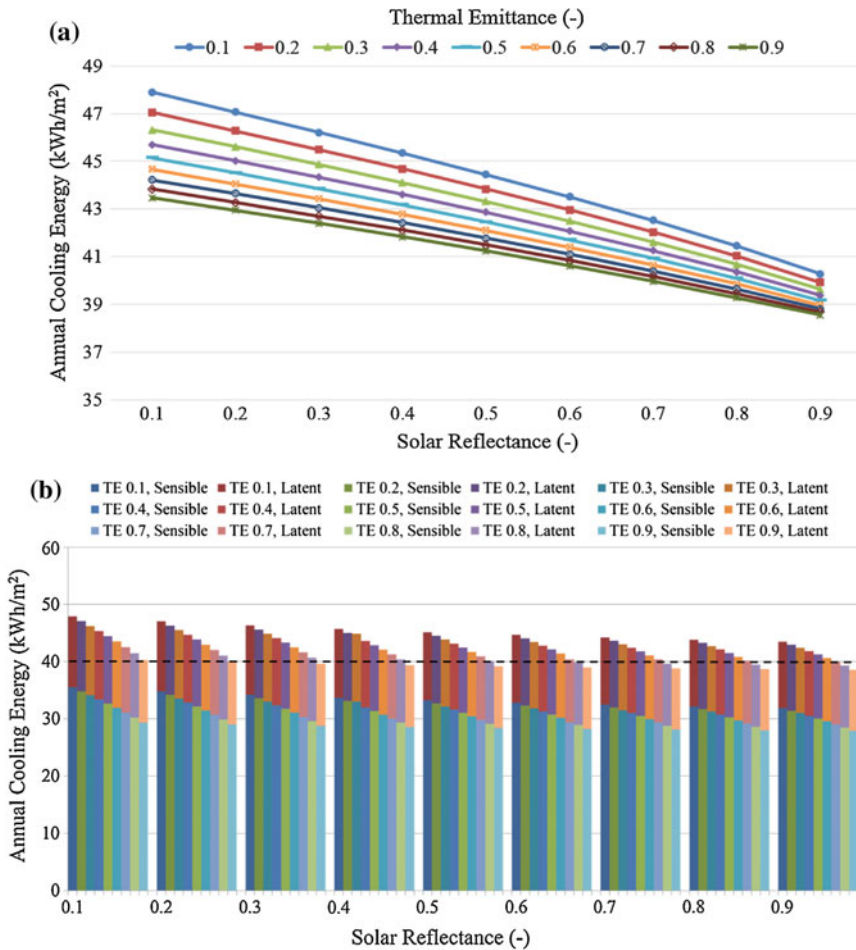 (a)
Thermal Emittance (-)
0.1 0.2 0.3 0.4 0.5 0.6 0.7 0.8 0.9
Annual Cooling Energy (kWh/m²)
49
47
45
43
41
39
37
35
0.1 0.2 0.3 0.4 0.5 0.6 0.7 0.8 0.9
Solar Reflectance (-)
(b)
TE 0.1, Sensible TE 0.1, Latent TE 0.2, Sensible TE 0.2, Latent TE 0.3, Sensible TE 0.3, Latent
TE 0.4, Sensible TE 0.4, Latent TE 0.5, Sensible TE 0.5, Latent TE 0.6, Sensible TE 0.6, Latent
TE 0.7, Sensible TE 0.7, Latent TE 0.8, Sensible TE 0.8, Latent TE 0.9, Sensible TE 0.9, Latent
Annual Cooling Energy (kWh/m²)
60
50
40
30
20
10
0
0.1 0.2 0.3 0.4 0.5 0.6 0.7 0.8 0.9
Solar Reflectance (-)